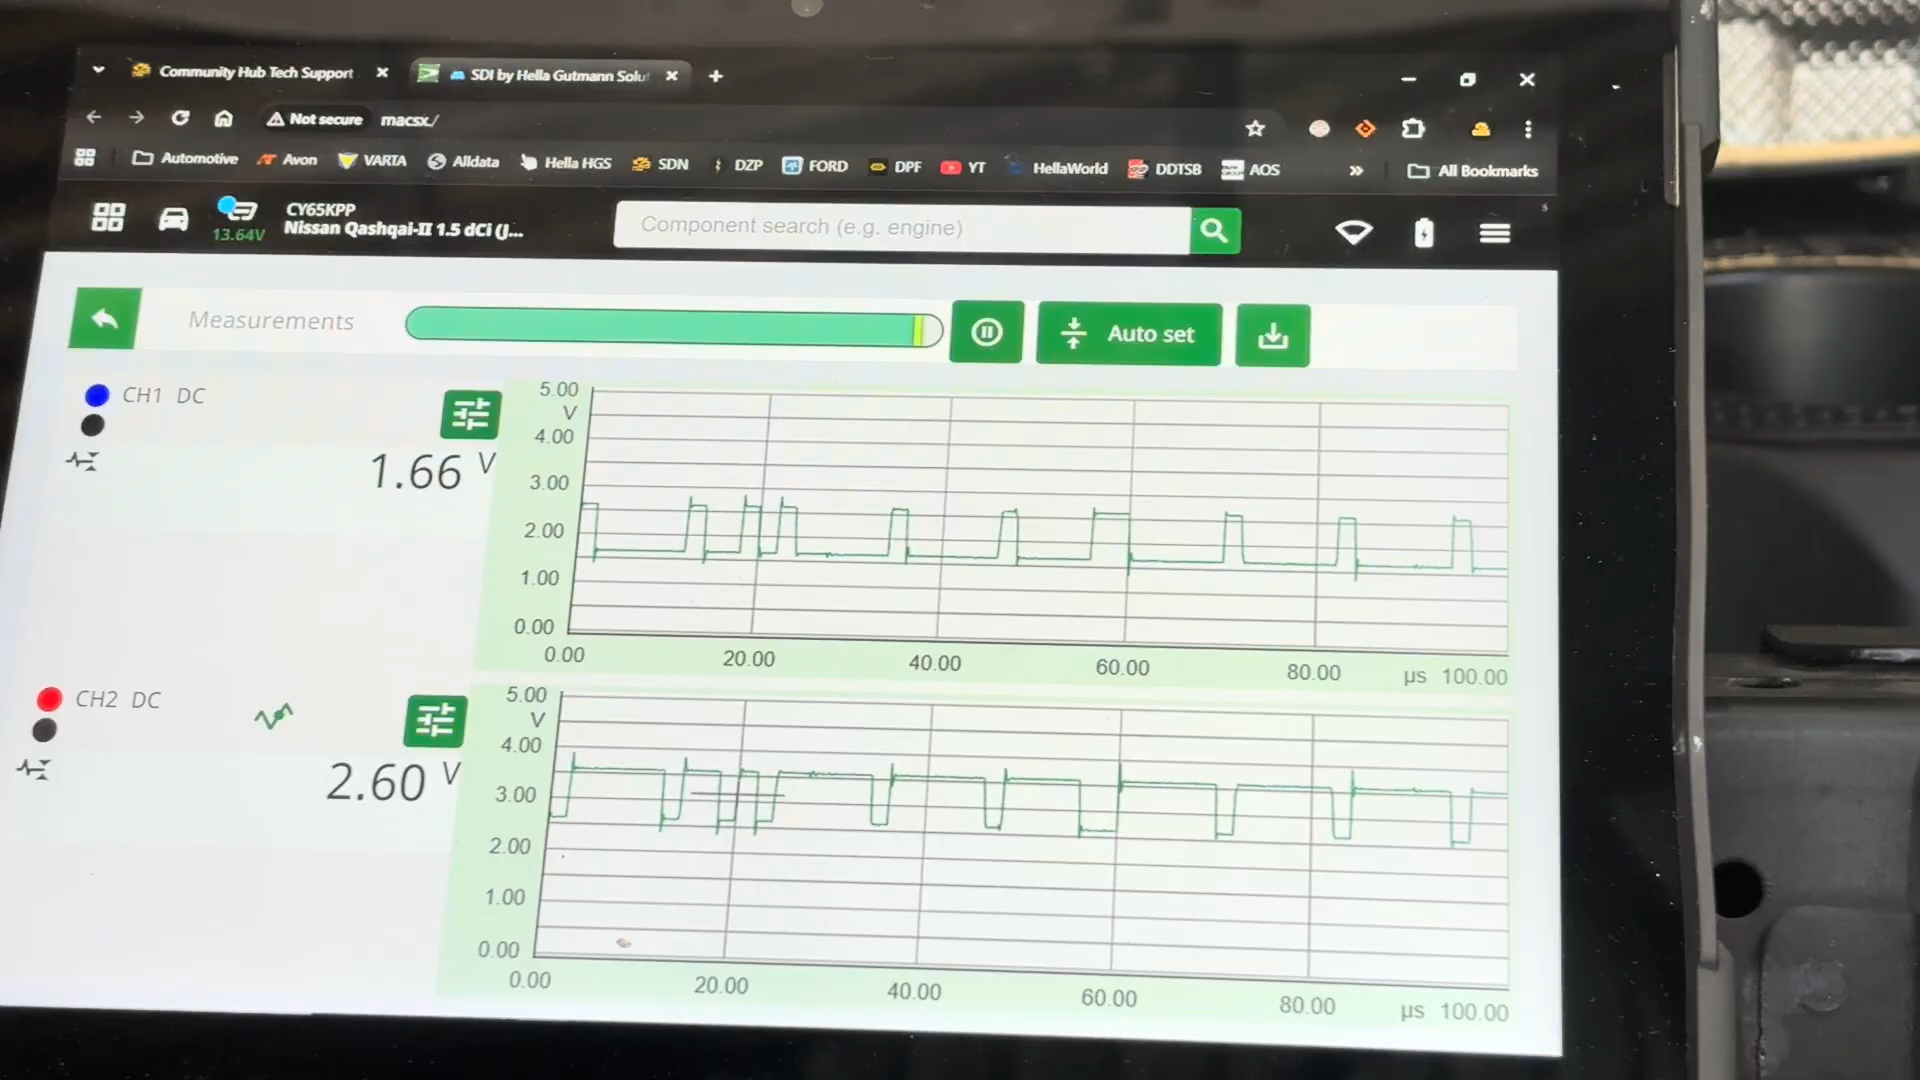 Community Hub Tech Support
SDI by Hella Gutmann Solu
Not secure macsx/
Automotive Avon VARTA Alldata Hella HGS SDN DZP FORD DPF YT HellaWorld DDTSB AOS » All Bookmarks
13.64V
CY65KPP
Nissan Qashqai-II 1.5 dCi (J...
Component search (e.g. engine)
Measurements
Auto set
CH1 DC
1.66 V
5.00
V
4.00
3.00
2.00
1.00
0.00
0.00 20.00 40.00 60.00 80.00 µs 100.00
CH2 DC
2.60 V
5.00
V
4.00
3.00
2.00
1.00
0.00
0.00 20.00 40.00 60.00 80.00 µs 100.00